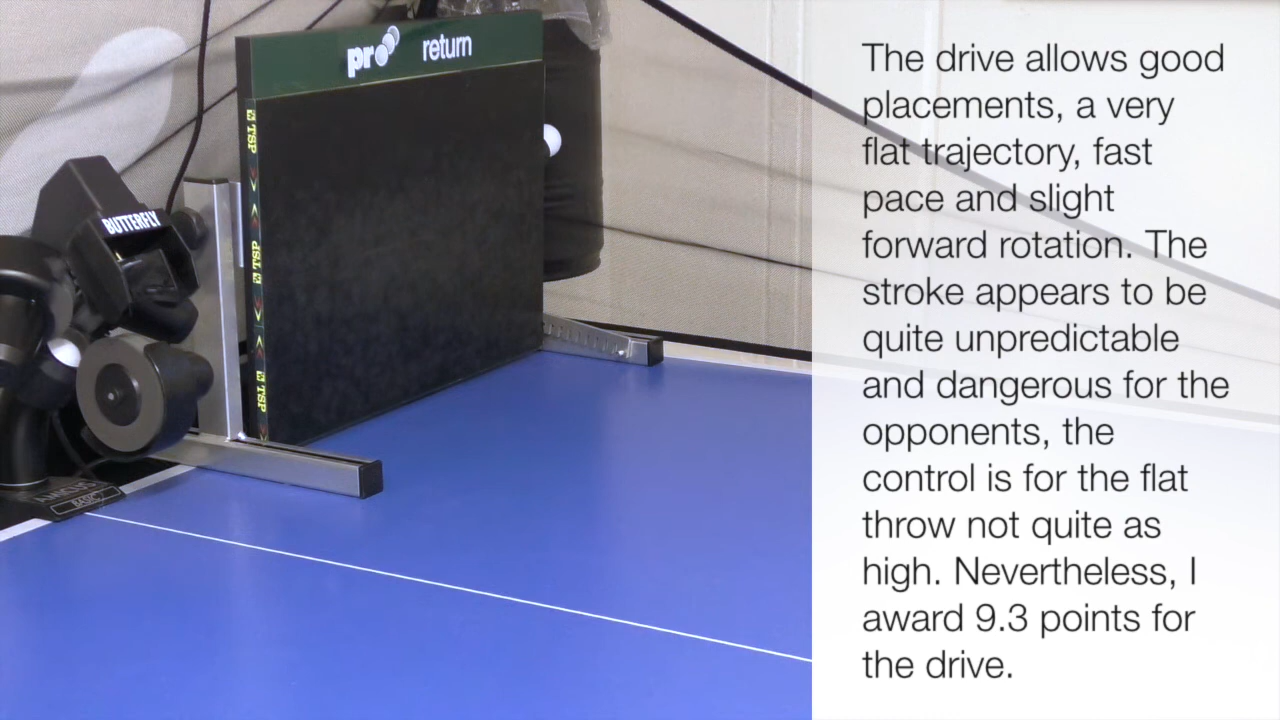 pro return
TSP
BUTTERFLY
TSP
TSP
AMICUS
BASIC
The drive allows good
placements, a very
flat trajectory, fast
pace and slight
forward rotation. The
stroke appears to be
quite unpredictable
and dangerous for the
opponents, the
control is for the flat
throw not quite as
high. Nevertheless, I
award 9.3 points for
the drive.